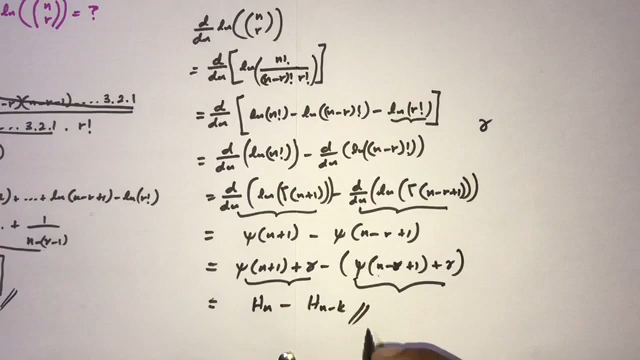 ln((n r)) = ?
-r)(n-r-1) .... 3.2.1
... 3.2.1 . r!
) + ... + ln(n-r+1) - ln(r!)
. + 1/(n-(r-1))
d/dn ln((n r))
= d/dn [ln(n!/((n-r)! r!))]
= d/dn [ln(n!) - ln((n-r)!) - ln(r!)]
= d/dn (ln(n!)) - d/dn (ln((n-r)!))
= d/dn (ln(Γ(n+1))) - d/dn (ln(Γ(n-r+1)))
= ψ(n+1) - ψ(n-r+1)
= ψ(n+1) + γ - (ψ(n-r+1) + γ)
= Hn - Hn-k //
γ